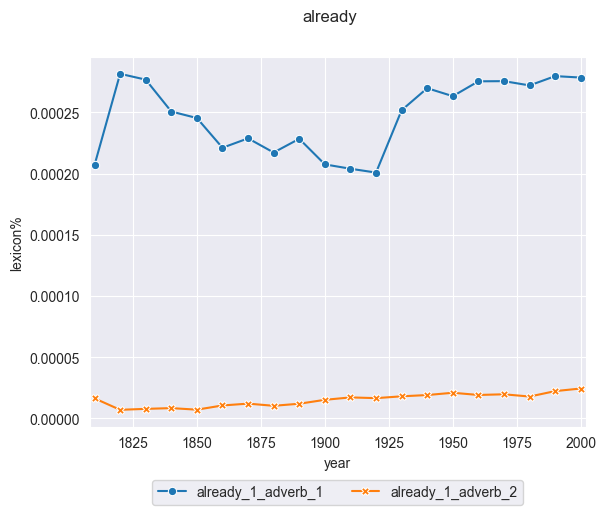 already
0.00025
0.00020
0.00015
0.00010
0.00005
0.00000
lexicon%
1825 1850 1875 1900 1925 1950 1975 2000
year
already_1_adverb_1 already_1_adverb_2